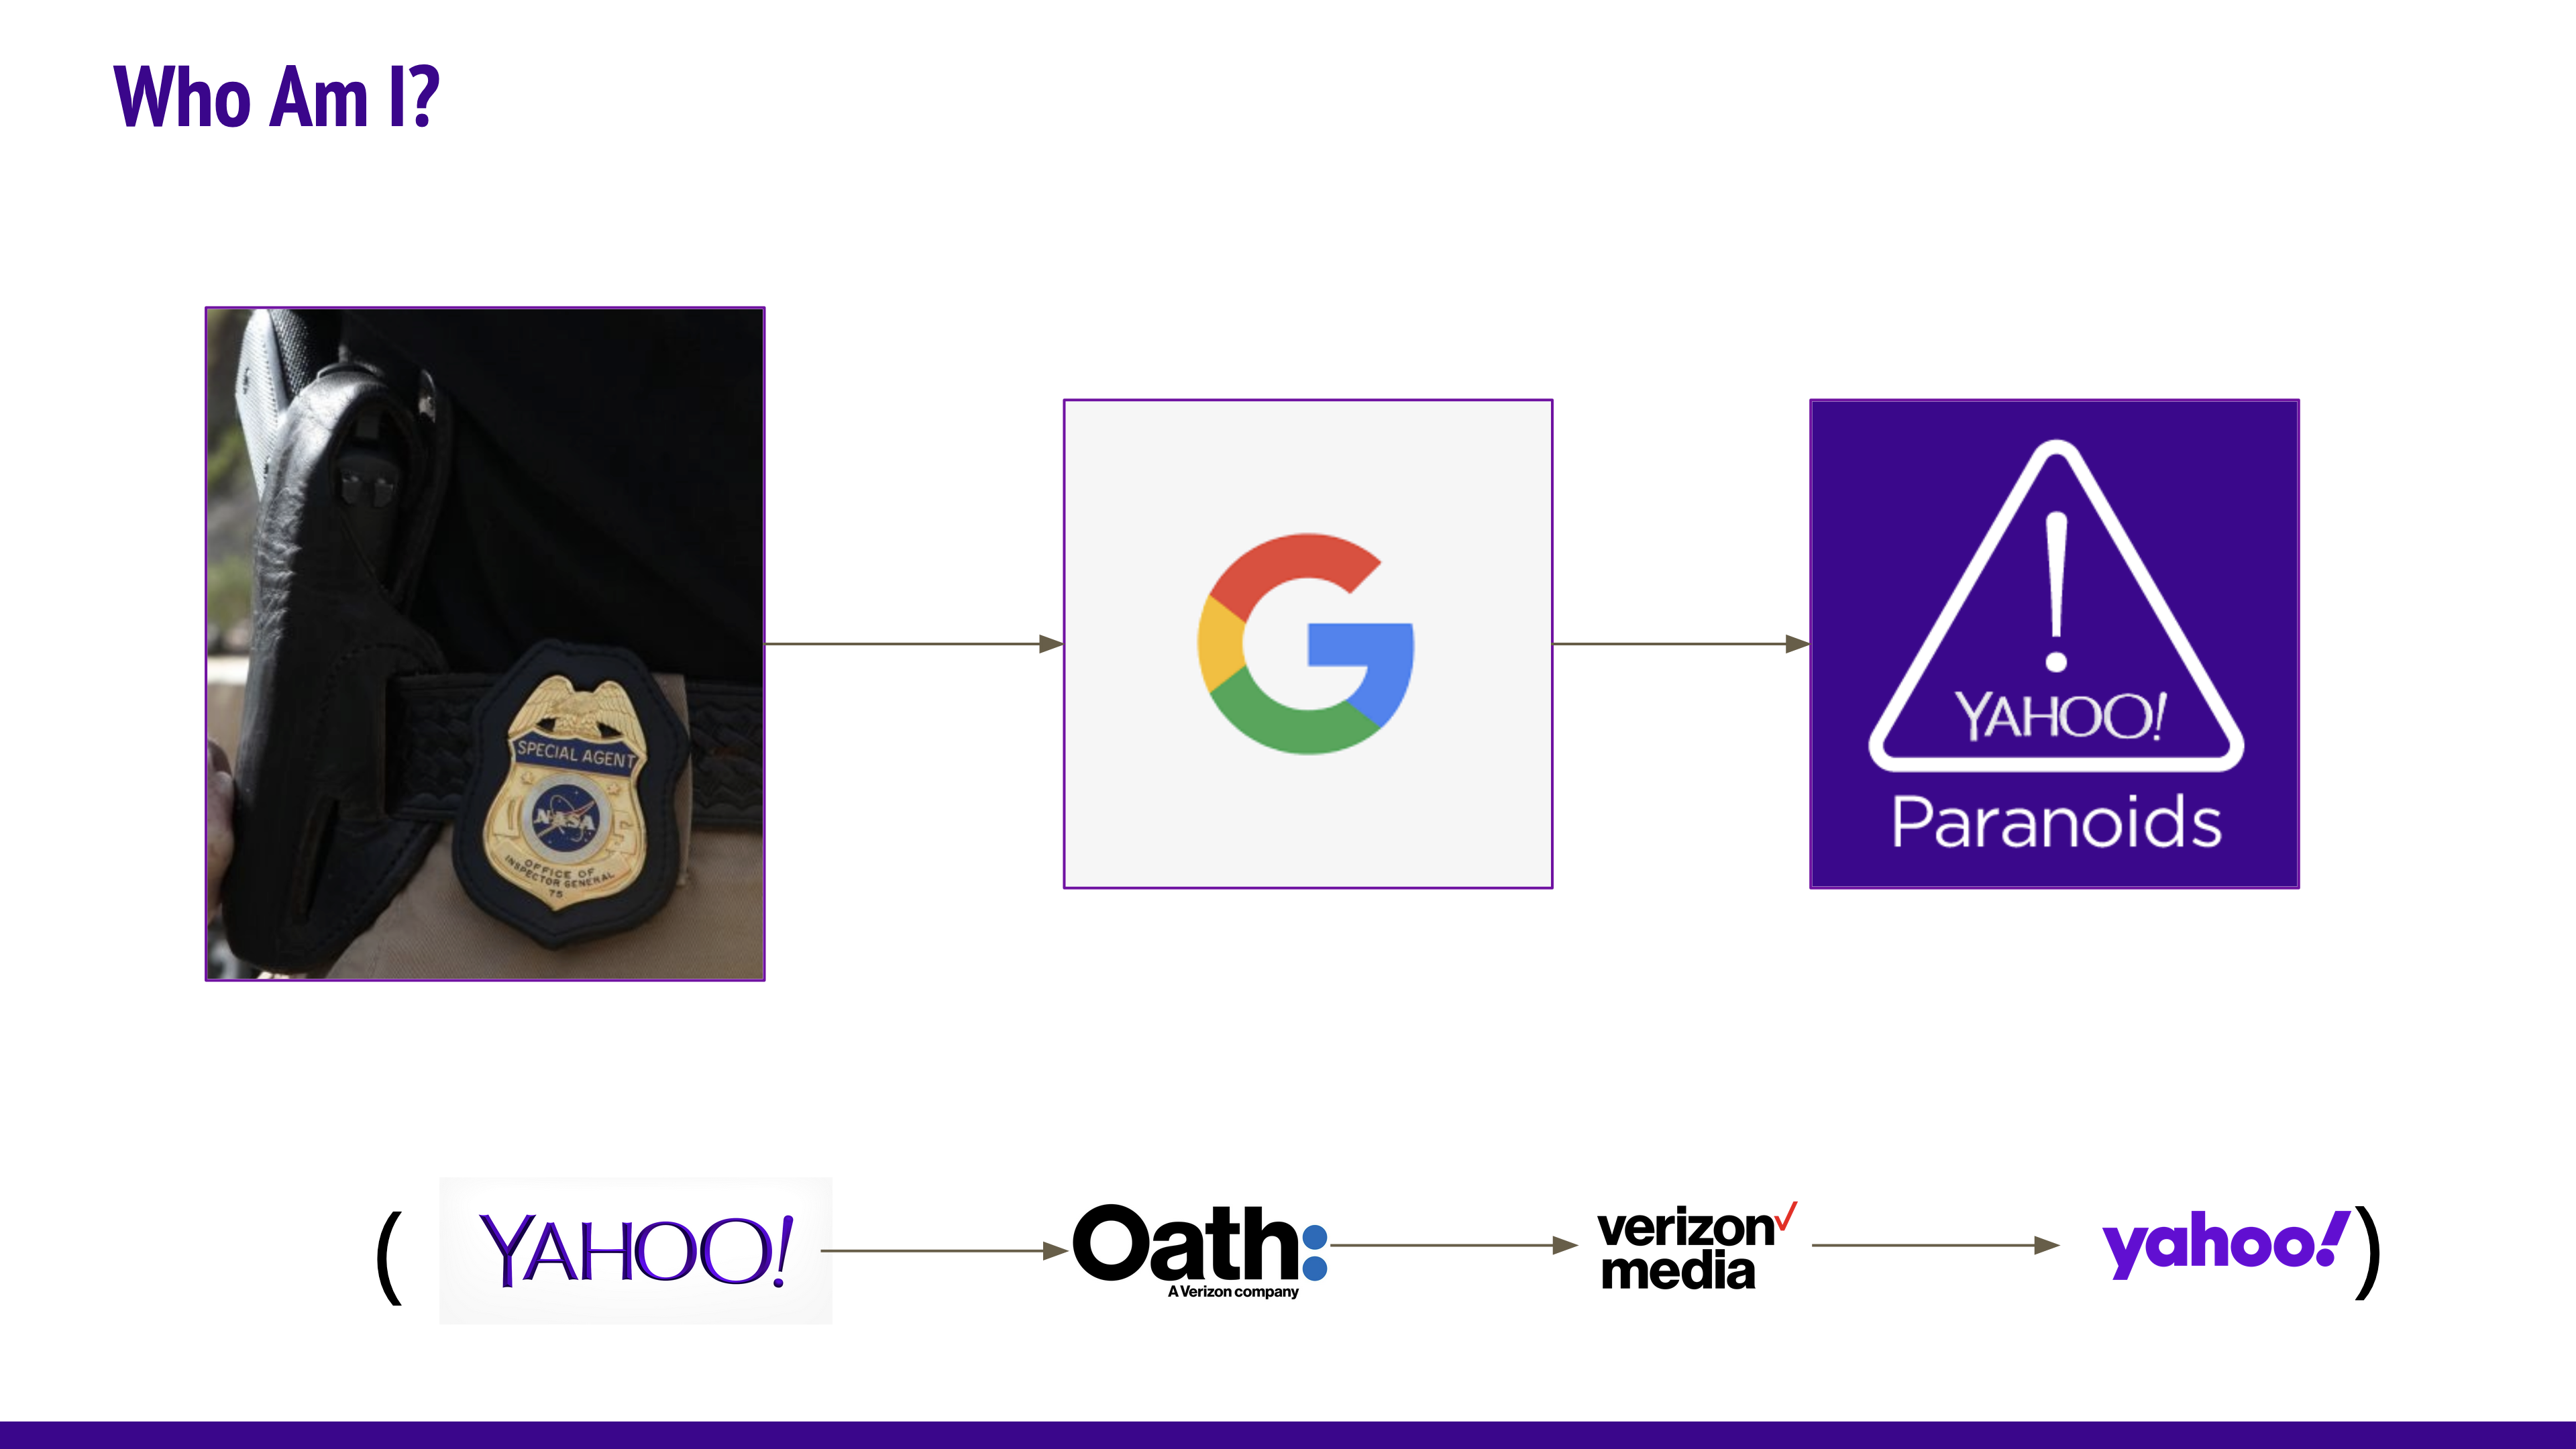 Who Am I?
SPECIAL AGENT
NASA
U S
OFFICE OF
INSPECTOR GENERAL
75
G
!
YAHOO!
Paranoids
( YAHOO! Oath: verizon✓ yahoo! )
A Verizon company media